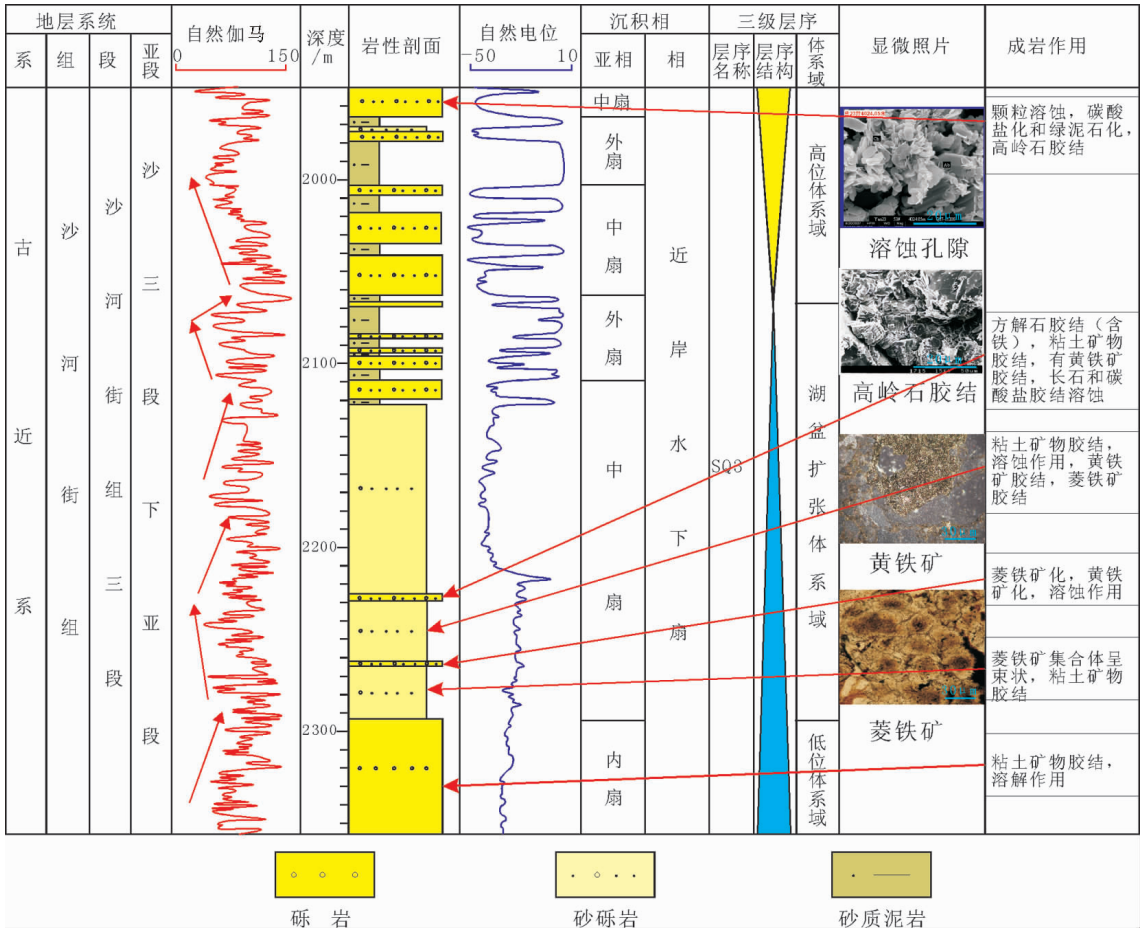 地层系统
系
组
段
亚段
自然伽马
0 150
深度
/m
岩性剖面
自然电位
-50 10
沉积相
亚相
相
三级层序
层序
名称
层序
结构
体系域
显微照片
成岩作用
古近系
沙河街组
沙河街组三段
沙三段下亚段
2000
2100
2200
2300
中扇
外扇
中扇
外扇
中扇
内扇
近岸水下扇
SQ3
高位体系域
湖盆扩张体系域
低位体系域
溶蚀孔隙
高岭石胶结
黄铁矿
菱铁矿
颗粒溶蚀，碳酸
盐化和绿泥石化，
高岭石胶结
方解石胶结（含
铁），粘土矿物
胶结，有黄铁矿
胶结，长石和碳
酸盐胶结溶蚀
粘土矿物胶结，
溶蚀作用，黄铁
矿胶结，菱铁矿
胶结
菱铁矿化，黄铁
矿化，溶蚀作用
菱铁矿集合体呈
束状，粘土矿物
胶结
粘土矿物胶结，
溶解作用
砾 岩
砂砾岩
砂质泥岩